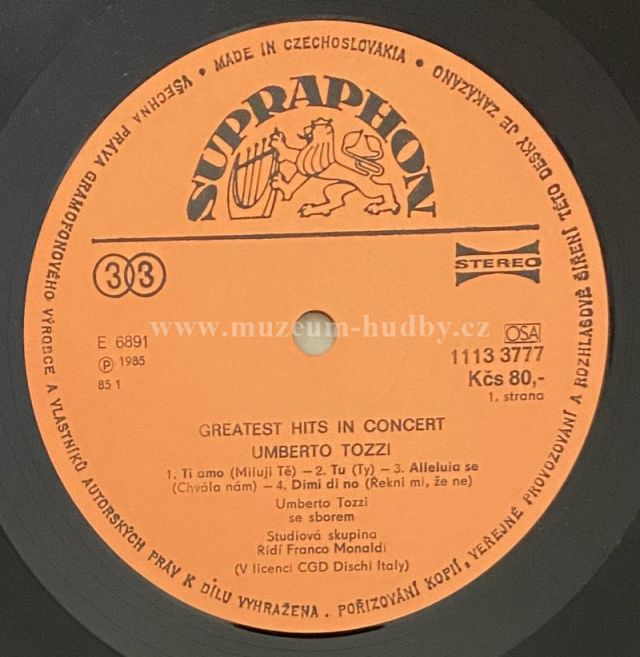 VŠECHNA PRÁVA GRAMOFONOVÉHO VÝROBCE A VLASTNÍKŮ AUTORSKÝCH PRÁV K DÍLU VYHRAŽENA . POŘIZOVÁNÍ KOPIÍ, VEŘEJNÉ PROVOZOVÁNÍ A ROZHLASOVÉ ŠÍŘENÍ TÉTO DESKY JE ZAKÁZÁNO • MADE IN CZECHOSLOVAKIA •
SUPRAPHON
33
STEREO
www.muzeum-hudby.cz
E 6891
OSA
Ⓟ 1985
1113 3777
85 1
Kčs 80,-
1. strana
GREATEST HITS IN CONCERT
UMBERTO TOZZI
1. Ti amo (Miluji Tě) – 2. Tu (Ty) – 3. Alleluia se
(Chvála nám) – 4. Dimi di no (Řekni mi, že ne)
Umberto Tozzi
se sborem
Studiová skupina
Řídí Franco Monaldi
(V licenci CGD Dischi Italy)